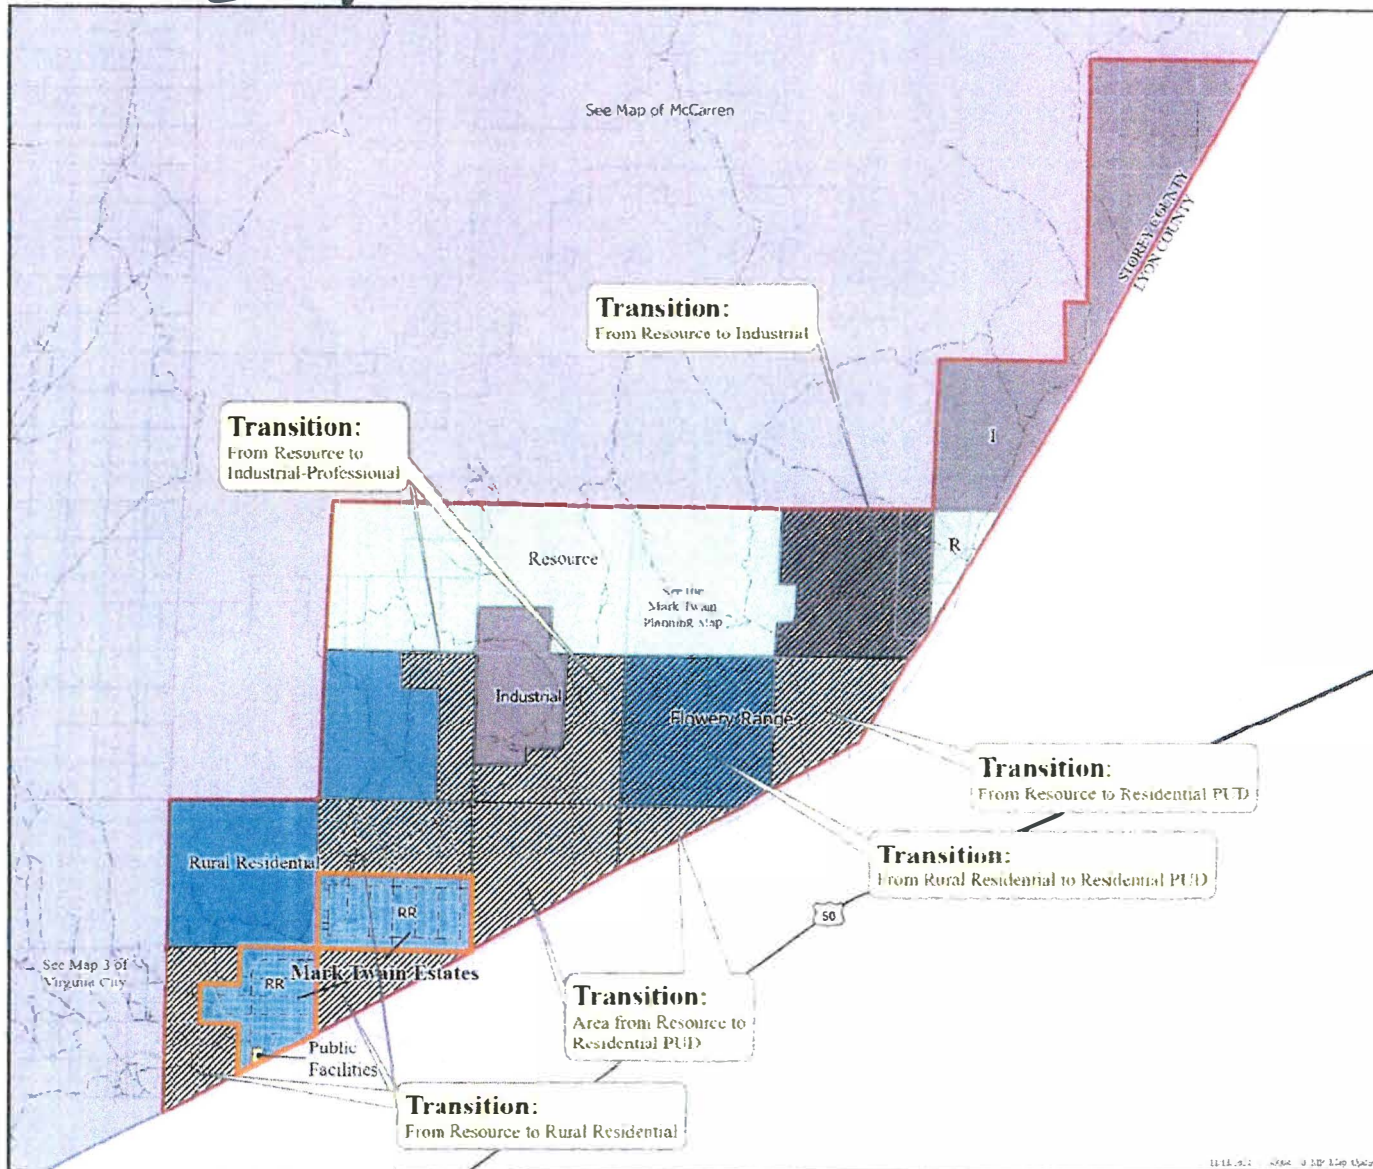 See Map of McCarren
STOREY COUNTY
LYON COUNTY
Transition:
From Resource to Industrial
Transition:
From Resource to
Industrial-Professional
I
R
Resource
See the
Mark Twain
Planning Map
Industrial
Flowery Range
Transition:
From Resource to Residential PUD
Rural Residential
Transition:
From Rural Residential to Residential PUD
RR
50
See Map 3 of
Virginia City
RR
Mark Twain Estates
Transition:
Area from Resource to
Residential PUD
Public
Facilities
Transition:
From Resource to Rural Residential